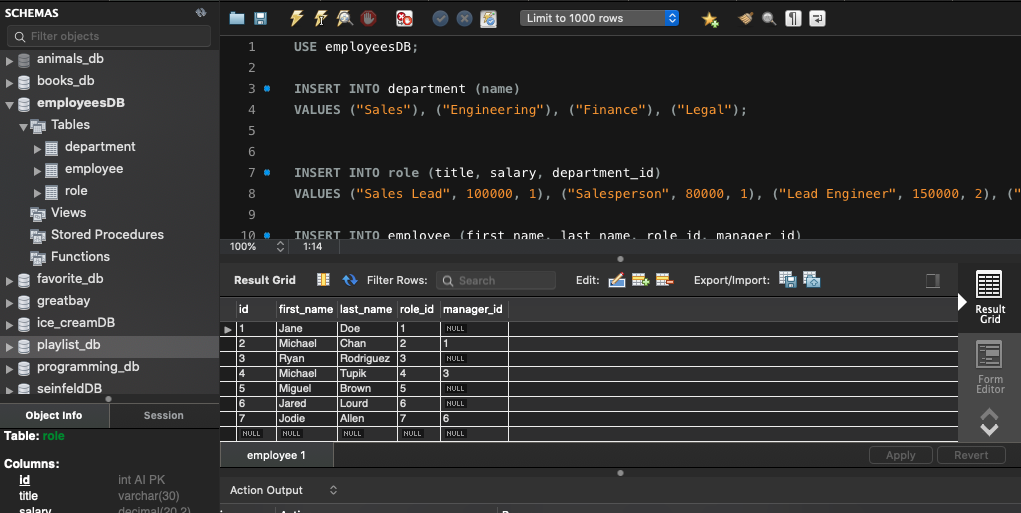 SCHEMAS
Filter objects
animals_db
books_db
employeesDB
Tables
department
employee
role
Views
Stored Procedures
Functions
favorite_db
greatbay
ice_creamDB
playlist_db
programming_db
seinfeldDB
Object Info Session
Table: role
Columns:
id int AI PK
title varchar(30)
salary decimal(20,2)
Limit to 1000 rows
1 USE employeesDB;
2
3 INSERT INTO department (name)
4 VALUES ("Sales"), ("Engineering"), ("Finance"), ("Legal");
5
6
7 INSERT INTO role (title, salary, department_id)
8 VALUES ("Sales Lead", 100000, 1), ("Salesperson", 80000, 1), ("Lead Engineer", 150000, 2), ("
9
10 INSERT INTO employee (first_name, last_name, role_id, manager_id)
100% 1:14
Result Grid Filter Rows: Search Edit: Export/Import:
id first_name last_name role_id manager_id
1 Jane Doe 1 NULL
2 Michael Chan 2 1
3 Ryan Rodriguez 3 NULL
4 Michael Tupik 4 3
5 Miguel Brown 5 NULL
6 Jared Lourd 6 NULL
7 Jodie Allen 7 6
NULL NULL NULL NULL NULL
Result
Grid
Form
Editor
employee 1 Apply Revert
Action Output